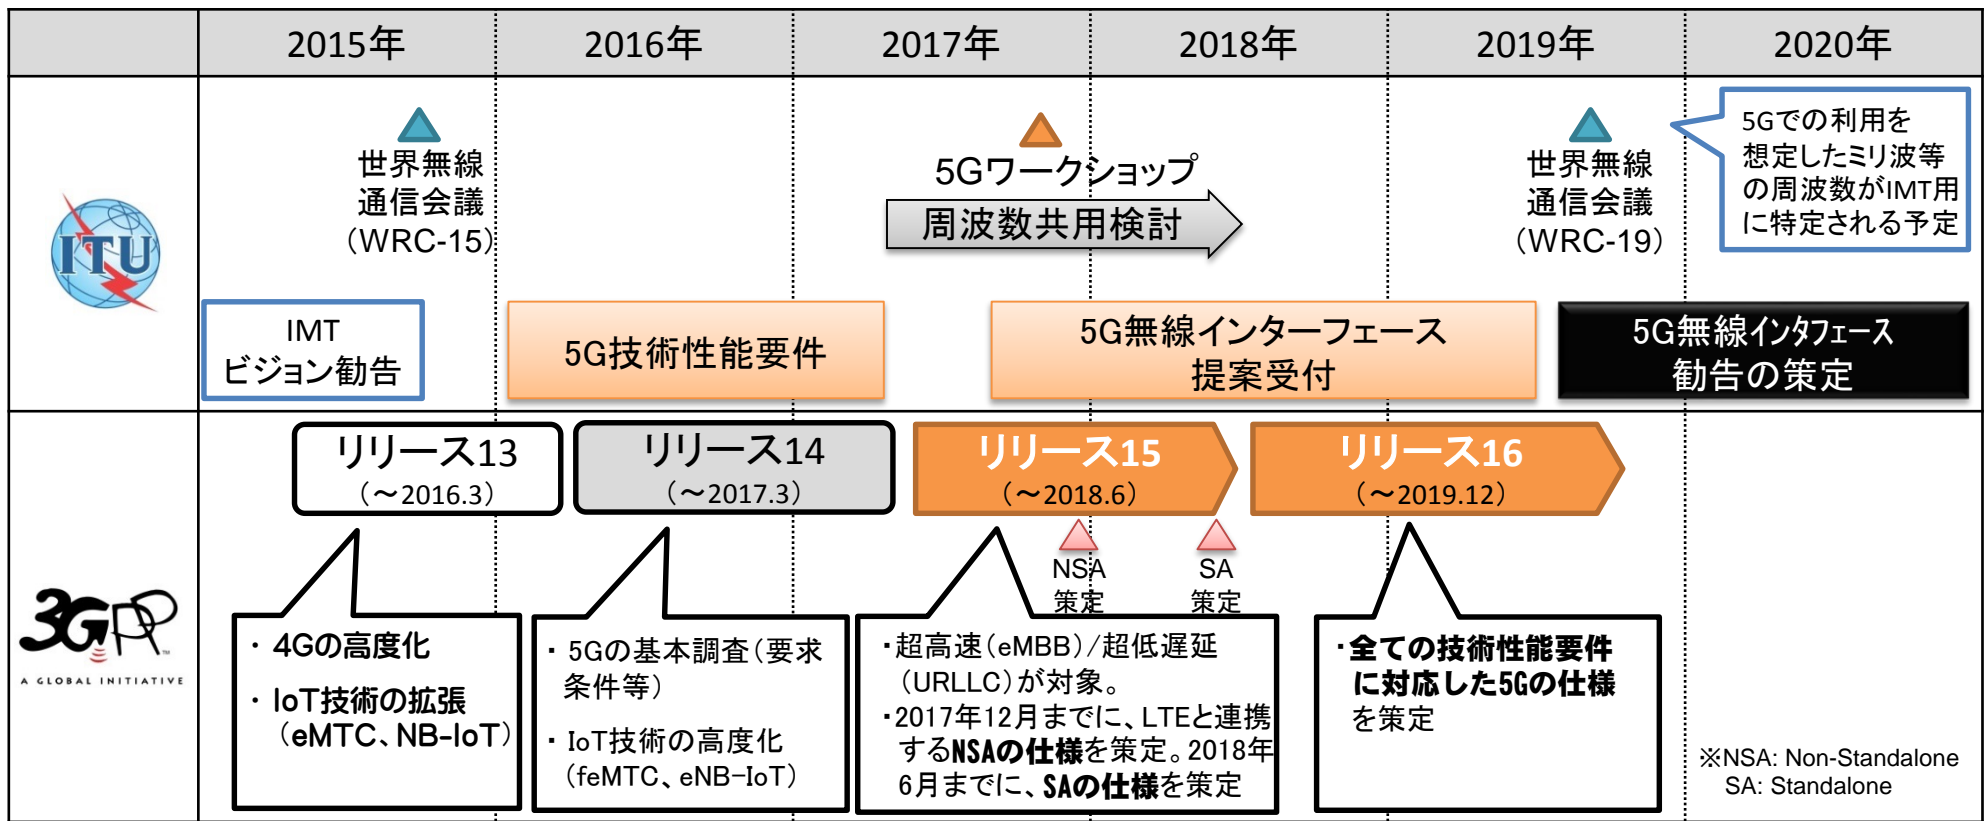 2015年
2016年
2017年
2018年
2019年
2020年
ITU
世界無線
通信会議
（WRC-15）
5Gワークショップ
周波数共用検討
世界無線
通信会議
（WRC-19）
5Gでの利用を
想定したミリ波等
の周波数がIMT用
に特定される予定
IMT
ビジョン勧告
5G技術性能要件
5G無線インターフェース
提案受付
5G無線インタフェース
勧告の策定
3GPP
A GLOBAL INITIATIVE
リリース13
（～2016.3）
リリース14
（～2017.3）
リリース15
（～2018.6）
リリース16
（～2019.12）
NSA
策定
SA
策定
・ 4Gの高度化
・ IoT技術の拡張
（eMTC、NB-IoT）
・ 5Gの基本調査（要求
条件等）
・ IoT技術の高度化
（feMTC、eNB-IoT）
・超高速（eMBB）/超低遅延
（URLLC）が対象。
・2017年12月までに、LTEと連携
するNSAの仕様を策定。2018年
6月までに、SAの仕様を策定
・全ての技術性能要件
に対応した5Gの仕様
を策定
※NSA: Non-Standalone
SA: Standalone